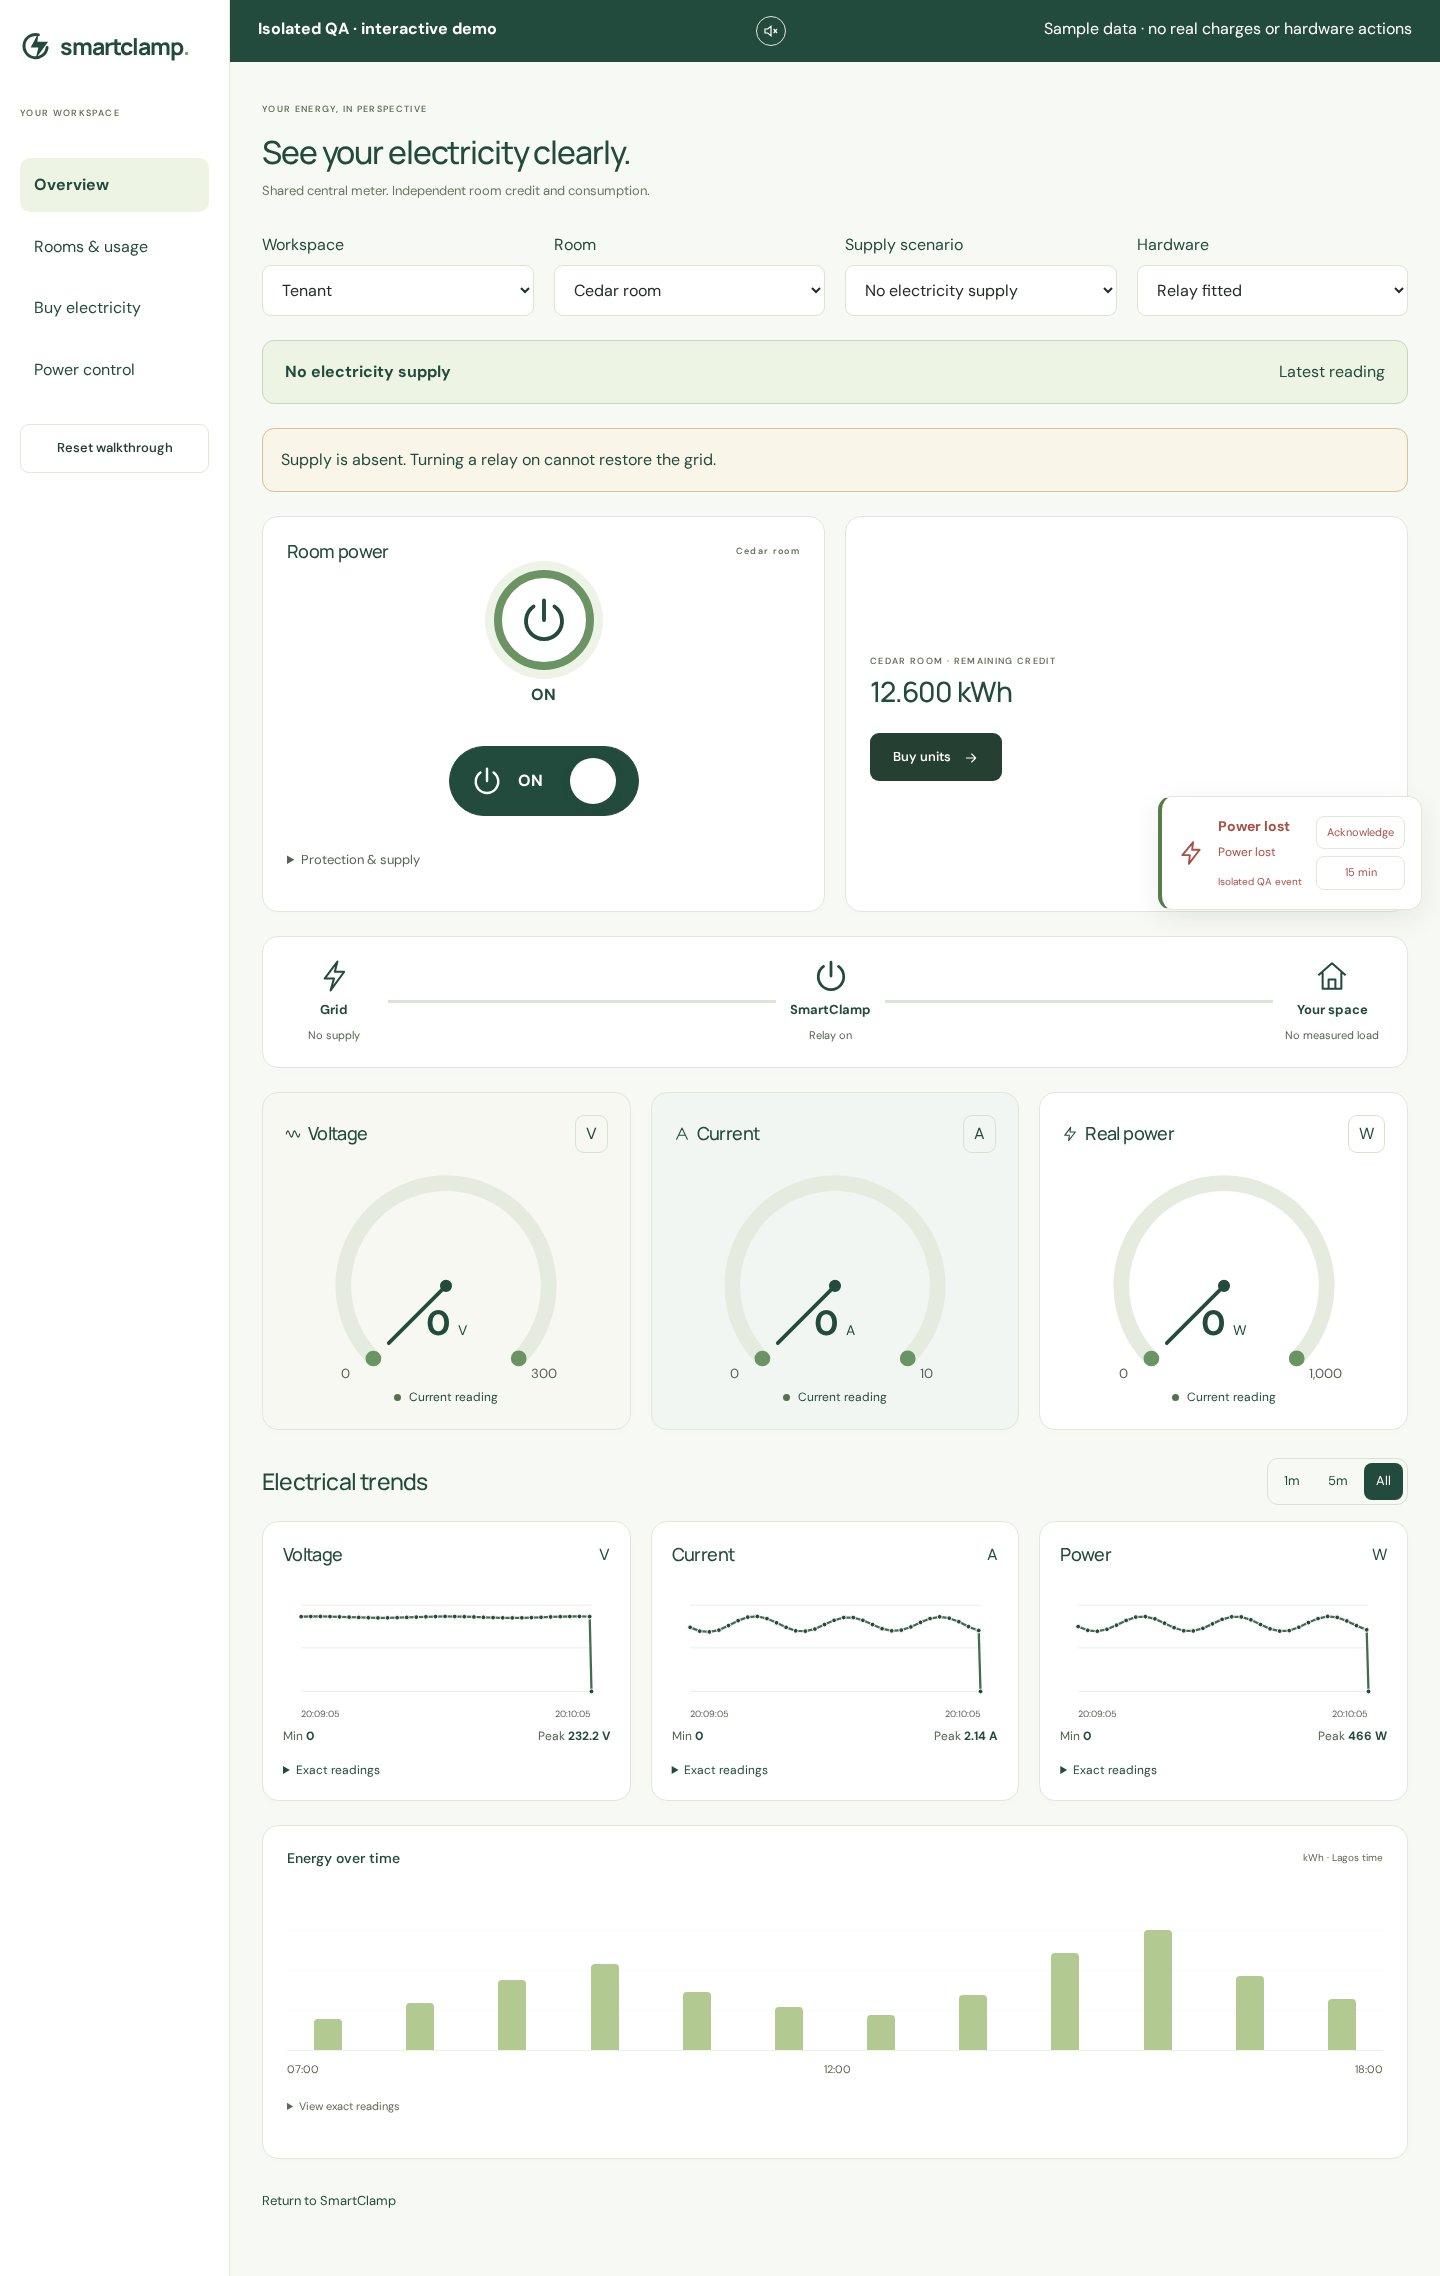 smartclamp.
YOUR WORKSPACE
Overview
Rooms & usage
Buy electricity
Power control
Reset walkthrough
Isolated QA · interactive demo
Sample data · no real charges or hardware actions
YOUR ENERGY, IN PERSPECTIVE
See your electricity clearly.
Shared central meter. Independent room credit and consumption.
Workspace
Room
Supply scenario
Hardware
Tenant
Cedar room
No electricity supply
Relay fitted
No electricity supply
Latest reading
Supply is absent. Turning a relay on cannot restore the grid.
Room power
Cedar room
ON
ON
Protection & supply
CEDAR ROOM · REMAINING CREDIT
12.600 kWh
Buy units →
Power lost
Power lost
Isolated QA event
Acknowledge
15 min
Grid
No supply
SmartClamp
Relay on
Your space
No measured load
Voltage
V
0 V
0
300
Current reading
Current
A
0 A
0
10
Current reading
Real power
W
0 W
0
1,000
Current reading
Electrical trends
1m
5m
All
Voltage
V
20:09:05
20:10:05
Min 0
Peak 232.2 V
Exact readings
Current
A
20:09:05
20:10:05
Min 0
Peak 2.14 A
Exact readings
Power
W
20:09:05
20:10:05
Min 0
Peak 466 W
Exact readings
Energy over time
kWh · Lagos time
07:00
12:00
18:00
View exact readings
Return to SmartClamp